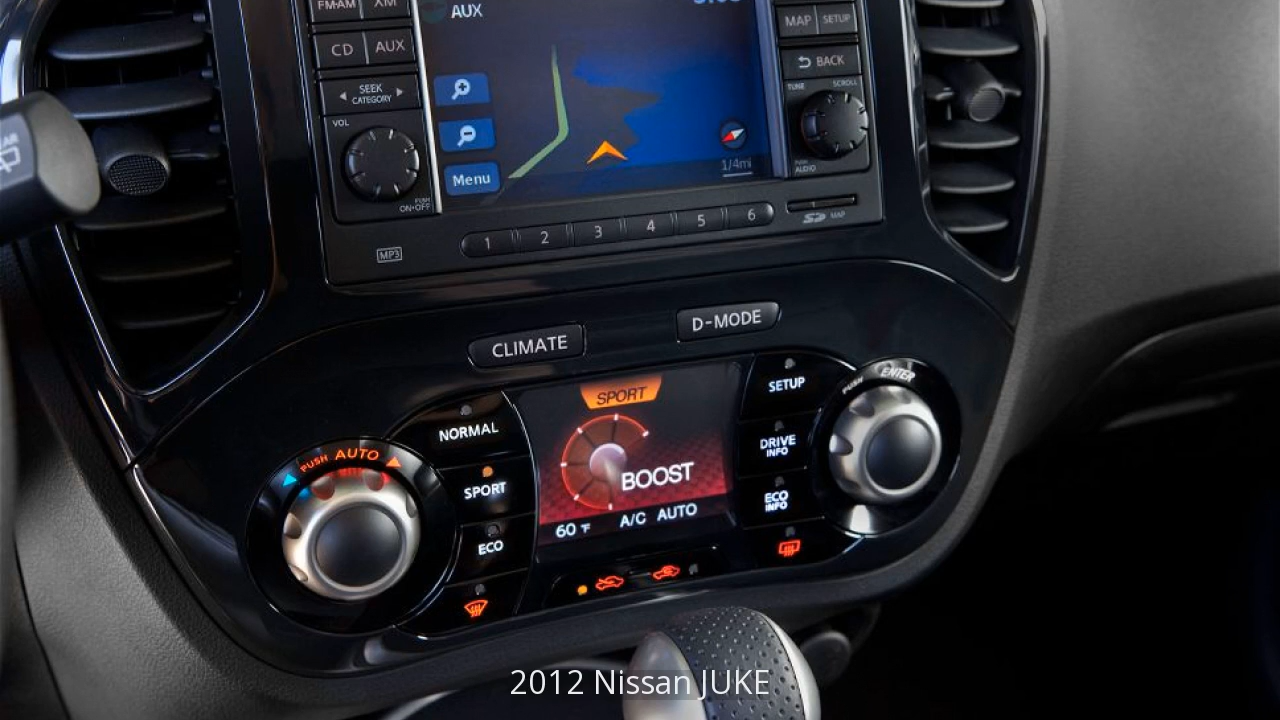 FM·AM
XM
AUX
MAP
SETUP
CD
AUX
BACK
SEEK
CATEGORY
TUNE
SCROLL
VOL
Menu
1/4mi
PUSH
AUDIO
PUSH
ON•OFF
1 2 3 4 5 6
SD MAP
MP3
CLIMATE
D-MODE
SPORT
SETUP
PUSH ENTER
NORMAL
DRIVE
INFO
PUSH AUTO
BOOST
SPORT
ECO
INFO
60°F A/C AUTO
ECO
2012 Nissan JUKE